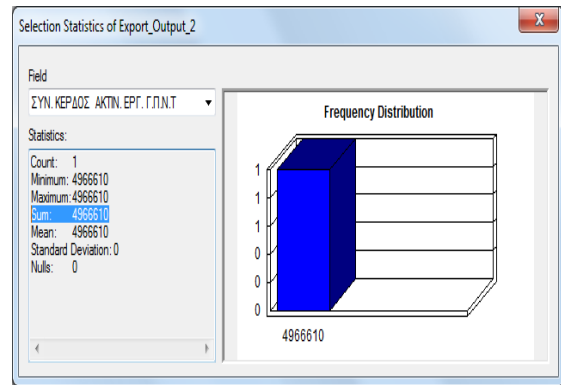 Selection Statistics of Export_Output_2
Field
ΣΥΝ. ΚΕΡΔΟΣ ΑΚΤΙΝ. ΕΡΓ. Γ.Π.Ν.Τ
Statistics:
Count: 1
Minimum: 4966610
Maximum: 4966610
Sum: 4966610
Mean: 4966610
Standard Deviation: 0
Nulls: 0
Frequency Distribution
1
1
1
0
0
0
4966610